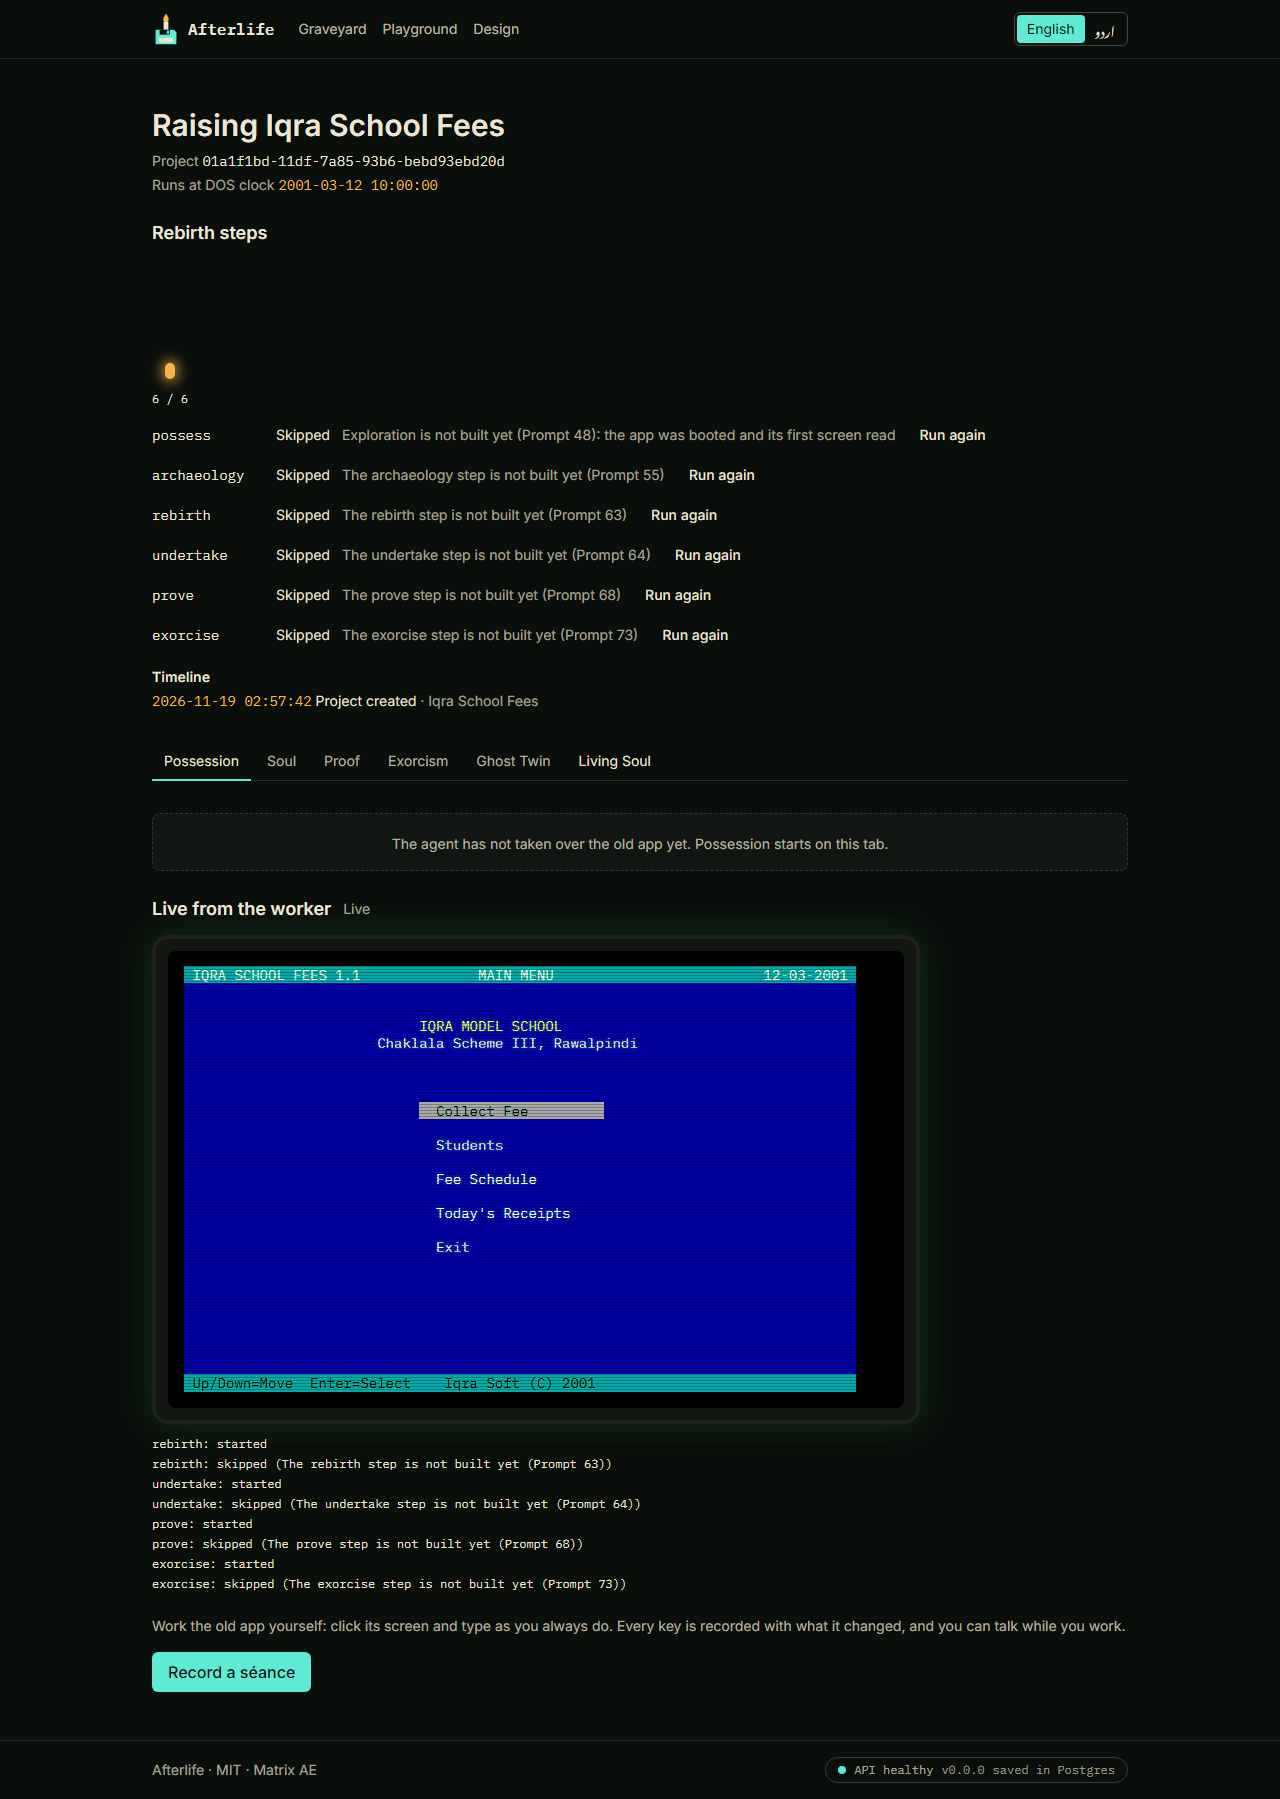 Afterlife Graveyard Playground Design English اردو
Raising Iqra School Fees
Project 01a1f1bd-11df-7a85-93b6-bebd93ebd20d
Runs at DOS clock 2001-03-12 10:00:00
Rebirth steps
6 / 6
possess Skipped Exploration is not built yet (Prompt 48): the app was booted and its first screen read Run again
archaeology Skipped The archaeology step is not built yet (Prompt 55) Run again
rebirth Skipped The rebirth step is not built yet (Prompt 63) Run again
undertake Skipped The undertake step is not built yet (Prompt 64) Run again
prove Skipped The prove step is not built yet (Prompt 68) Run again
exorcise Skipped The exorcise step is not built yet (Prompt 73) Run again
Timeline
2026-11-19 02:57:42 Project created · Iqra School Fees
Possession Soul Proof Exorcism Ghost Twin Living Soul
The agent has not taken over the old app yet. Possession starts on this tab.
Live from the worker Live
IQRA SCHOOL FEES 1.1 MAIN MENU 12-03-2001
IQRA MODEL SCHOOL
Chaklala Scheme III, Rawalpindi
Collect Fee
Students
Fee Schedule
Today's Receipts
Exit
Up/Down=Move Enter=Select Iqra Soft (C) 2001
rebirth: started
rebirth: skipped (The rebirth step is not built yet (Prompt 63))
undertake: started
undertake: skipped (The undertake step is not built yet (Prompt 64))
prove: started
prove: skipped (The prove step is not built yet (Prompt 68))
exorcise: started
exorcise: skipped (The exorcise step is not built yet (Prompt 73))
Work the old app yourself: click its screen and type as you always do. Every key is recorded with what it changed, and you can talk while you work.
Record a séance
Afterlife · MIT · Matrix AE API healthy v0.0.0 saved in Postgres